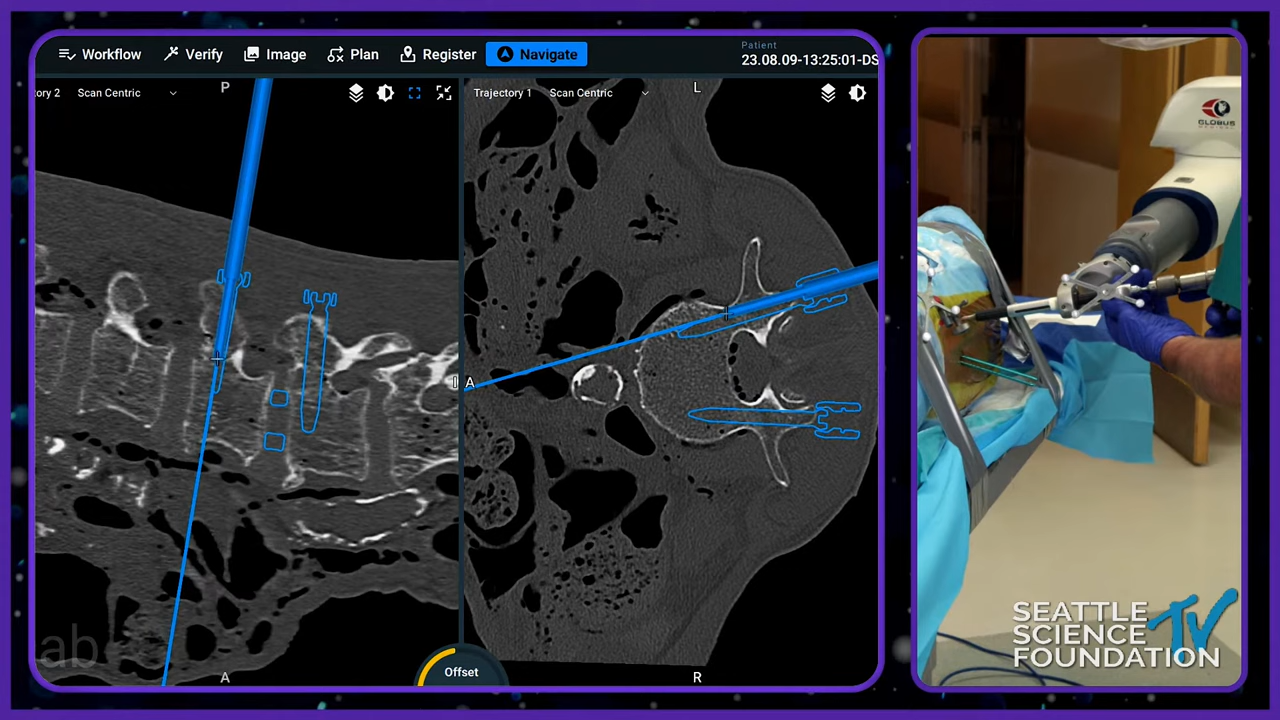 Workflow
Verify
Image
Plan
Register
Navigate
Patient
23.08.09-13:25:01-DS
ory 2
Scan Centric
P
Trajectory 1
Scan Centric
L
I
A
A
R
Offset
GLOBUS
MEDICAL
SEATTLE
SCIENCE
FOUNDATION
TV